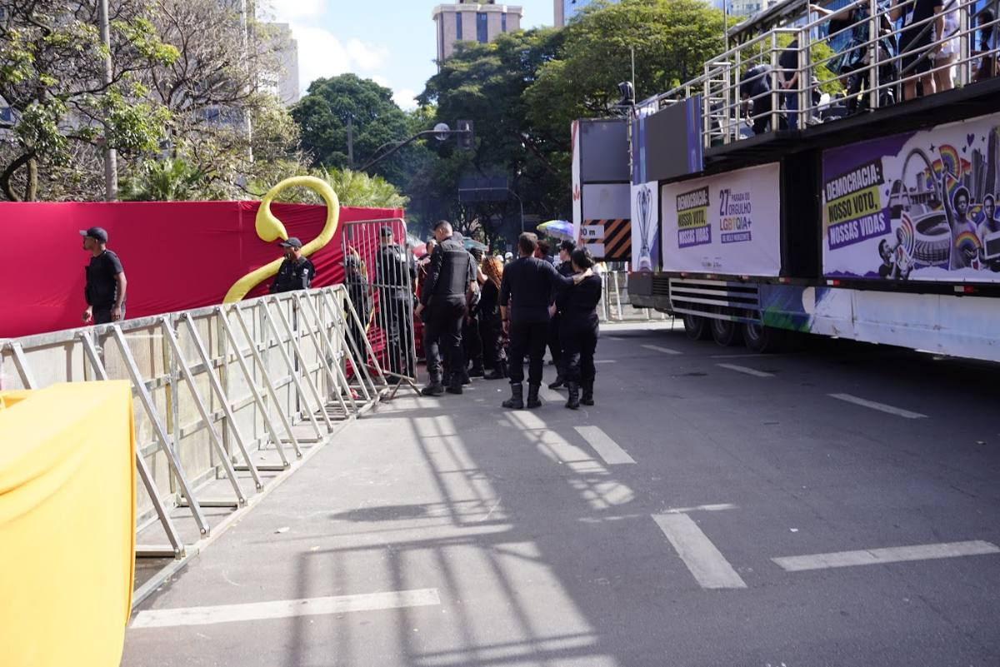 DEMOCRACIA:
NOSSO VOTO,
NOSSAS VIDAS
27ª PARADA DO
ORGULHO
LGBTQIA+
DE BELO HORIZONTE
DEMOCRACIA:
NOSSO VOTO,
NOSSAS VIDAS